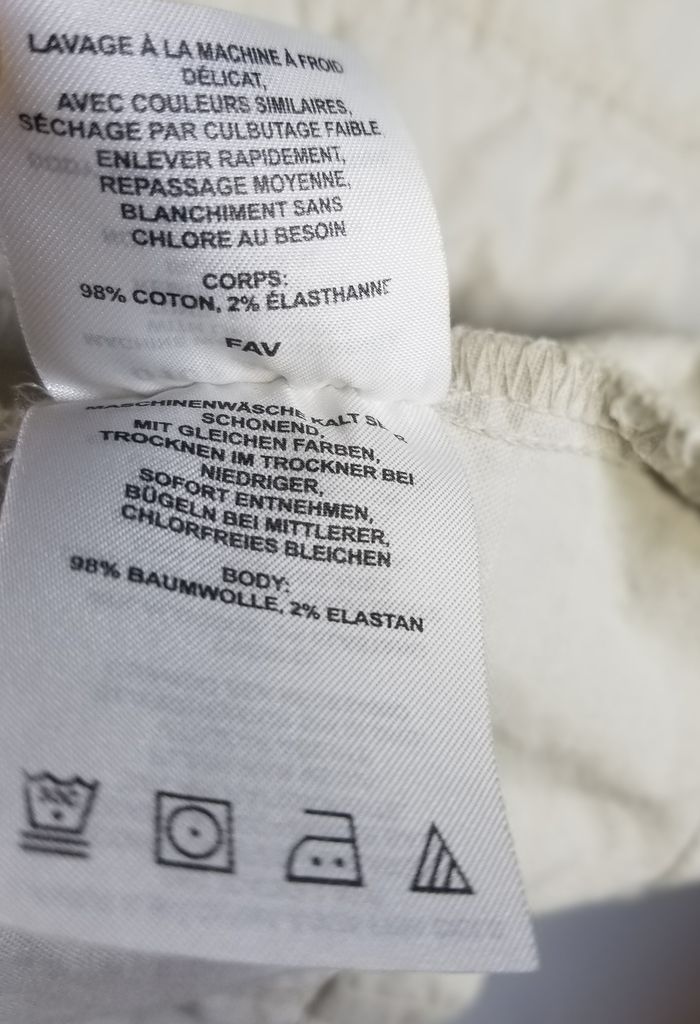 LAVAGE À LA MACHINE À FROID
DÉLICAT,
AVEC COULEURS SIMILAIRES,
SÉCHAGE PAR CULBUTAGE FAIBLE
ENLEVER RAPIDEMENT,
REPASSAGE MOYENNE,
BLANCHIMENT SANS
CHLORE AU BESOIN
CORPS:
98% COTON, 2% ÉLASTHANNE
FAV
MASCHINENWÄSCHE KALT
SCHONEND,
MIT GLEICHEN FARBEN,
TROCKNEN IM TROCKNER BEI
NIEDRIGER,
SOFORT ENTNEHMEN,
BÜGELN BEI MITTLERER,
CHLORFREIES BLEICHEN
BODY:
98% BAUMWOLLE, 2% ELASTAN